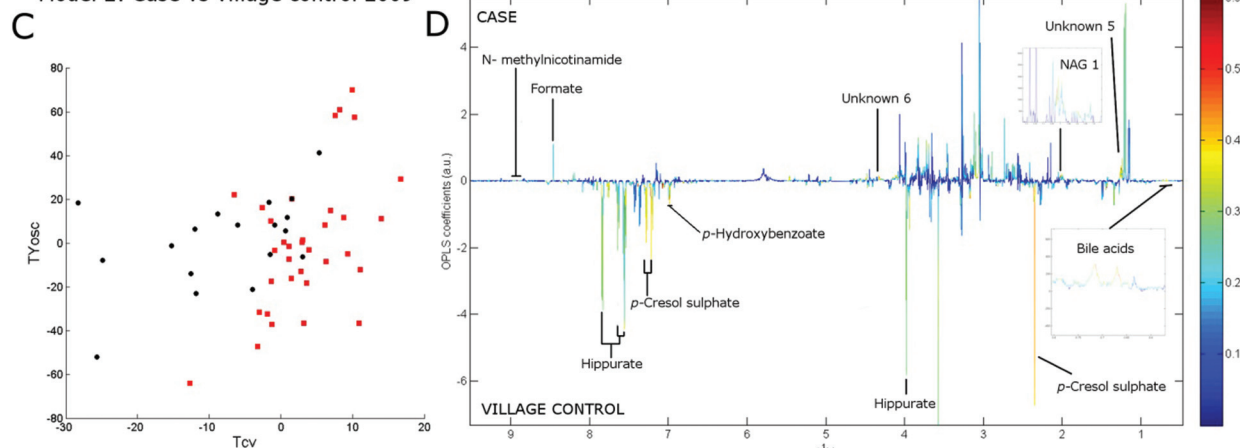 C
80
60
40
20
0
-20
-40
-60
-80
-30
-20
-10
0
10
20
TYosc
Tcv
D
CASE
N- methylnicotinamide
Formate
Unknown 6
NAG 1
Unknown 5
p-Hydroxybenzoate
p-Cresol sulphate
Hippurate
Hippurate
p-Cresol sulphate
Bile acids
VILLAGE CONTROL
OPLS coefficients (a.u.)
4
2
0
-2
-4
-6
9
8
7
6
5
4
3
2
1
0.5
0.4
0.3
0.2
0.1